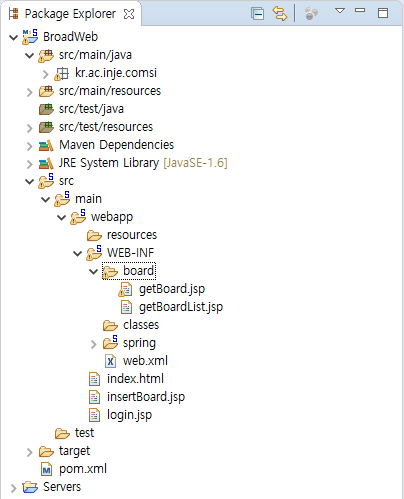 Package Explorer
BroadWeb
src/main/java
kr.ac.inje.comsi
src/main/resources
src/test/java
src/test/resources
Maven Dependencies
JRE System Library [JavaSE-1.6]
src
main
webapp
resources
WEB-INF
board
getBoard.jsp
getBoardList.jsp
classes
spring
web.xml
index.html
insertBoard.jsp
login.jsp
test
target
pom.xml
Servers